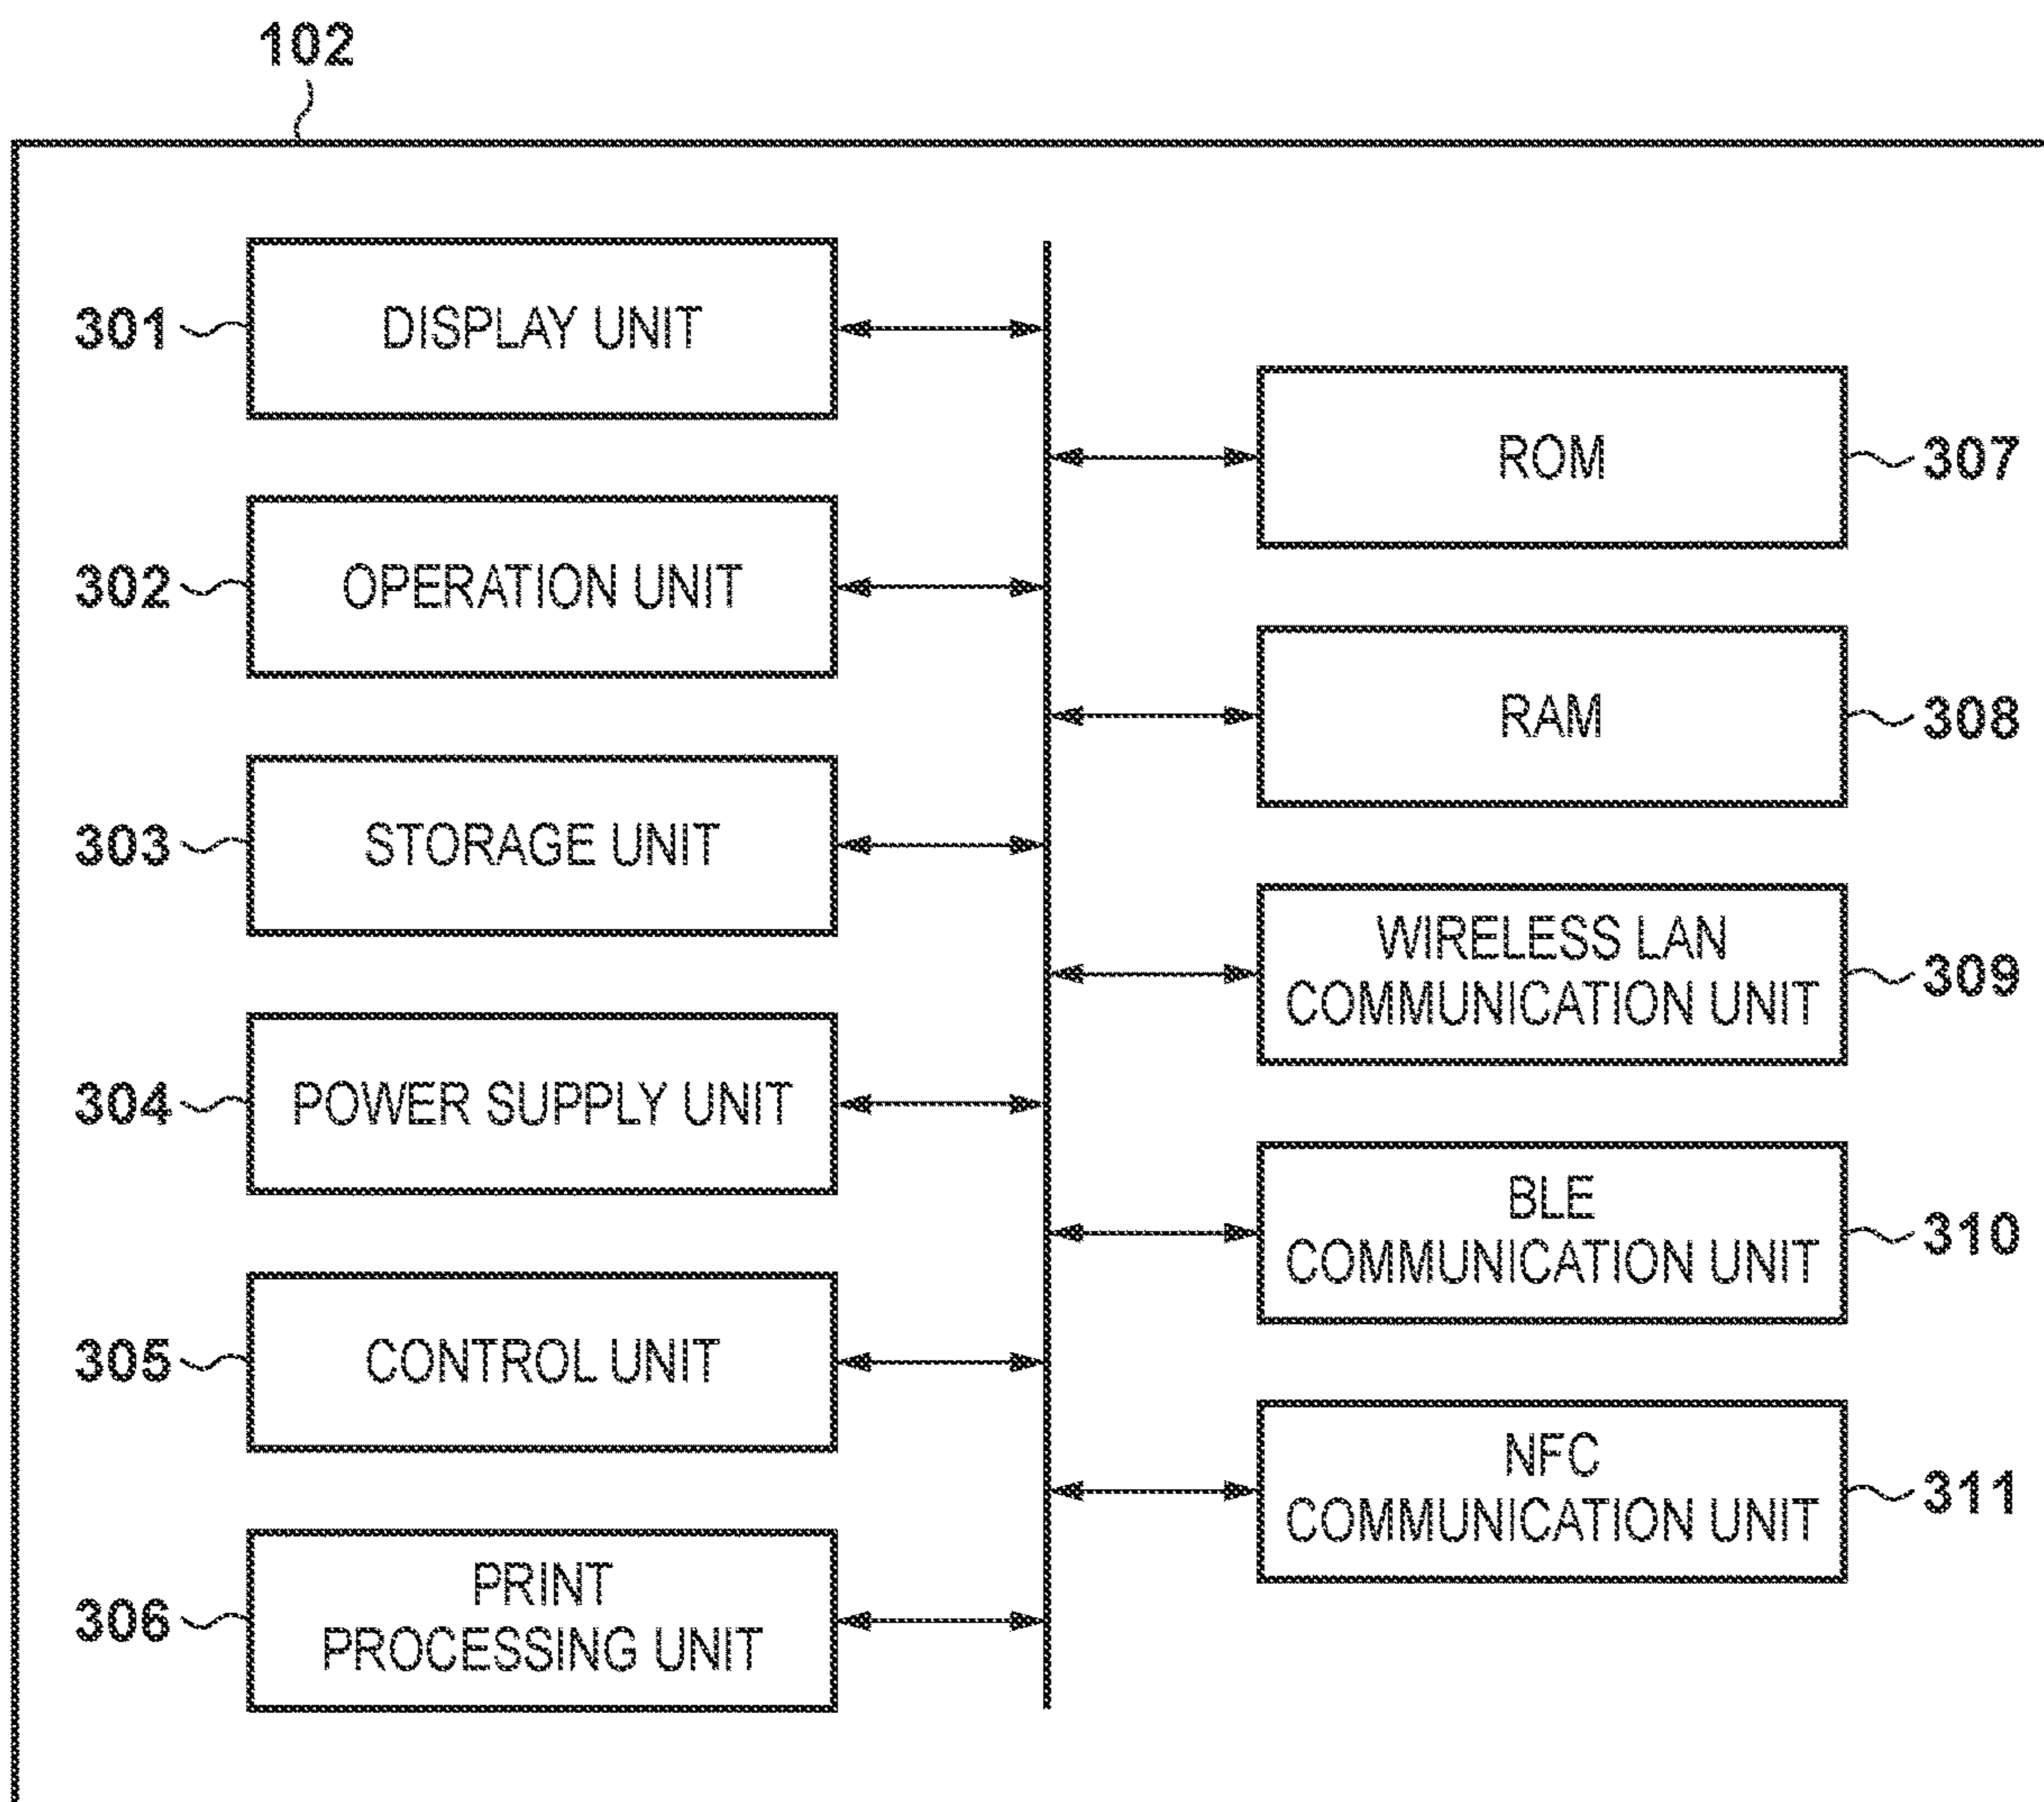 102
301
DISPLAY UNIT
302
OPERATION UNIT
303
STORAGE UNIT
304
POWER SUPPLY UNIT
305
CONTROL UNIT
306
PRINT
PROCESSING UNIT
ROM
307
RAM
308
WIRELESS LAN
COMMUNICATION UNIT
309
BLE
COMMUNICATION UNIT
310
NFC
COMMUNICATION UNIT
311